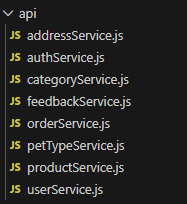 api
JS addressService.js
JS authService.js
JS categoryService.js
JS feedbackService.js
JS orderService.js
JS petTypeService.js
JS productService.js
JS userService.js